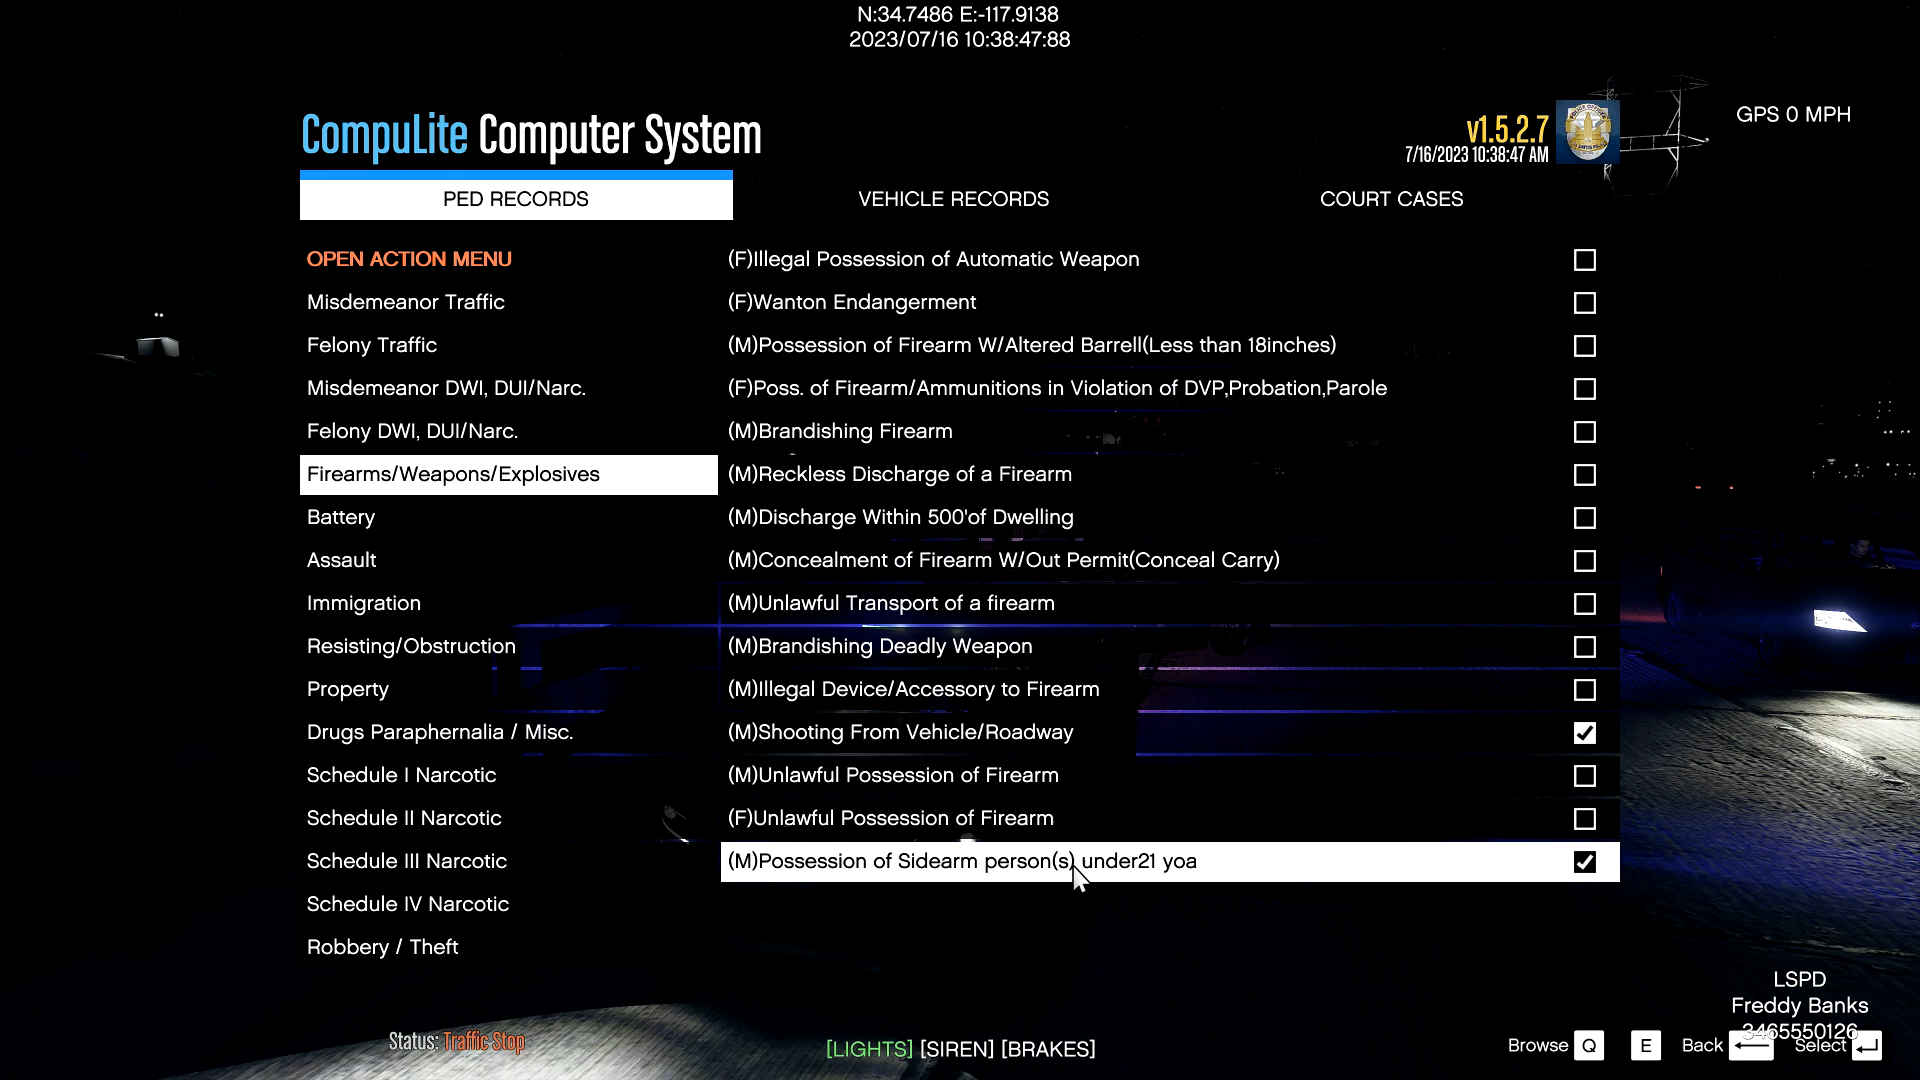 N:34.7486 E:-117.9138
2023/07/16 10:38:47:88
CompuLite Computer System
v1.5.2.7
7/16/2023 10:38:47 AM
GPS 0 MPH
PED RECORDS
VEHICLE RECORDS
COURT CASES
OPEN ACTION MENU
Misdemeanor Traffic
Felony Traffic
Misdemeanor DWI, DUI/Narc.
Felony DWI, DUI/Narc.
Firearms/Weapons/Explosives
Battery
Assault
Immigration
Resisting/Obstruction
Property
Drugs Paraphernalia / Misc.
Schedule I Narcotic
Schedule II Narcotic
Schedule III Narcotic
Schedule IV Narcotic
Robbery / Theft
(F)Illegal Possession of Automatic Weapon
(F)Wanton Endangerment
(M)Possession of Firearm W/Altered Barrell(Less than 18inches)
(F)Poss. of Firearm/Ammunitions in Violation of DVP,Probation,Parole
(M)Brandishing Firearm
(M)Reckless Discharge of a Firearm
(M)Discharge Within 500'of Dwelling
(M)Concealment of Firearm W/Out Permit(Conceal Carry)
(M)Unlawful Transport of a firearm
(M)Brandishing Deadly Weapon
(M)Illegal Device/Accessory to Firearm
(M)Shooting From Vehicle/Roadway
(M)Unlawful Possession of Firearm
(F)Unlawful Possession of Firearm
(M)Possession of Sidearm person(s) under21 yoa
LSPD
Freddy Banks
3465550126
Status: Traffic Stop
[LIGHTS] [SIREN] [BRAKES]
Browse Q E Back Select